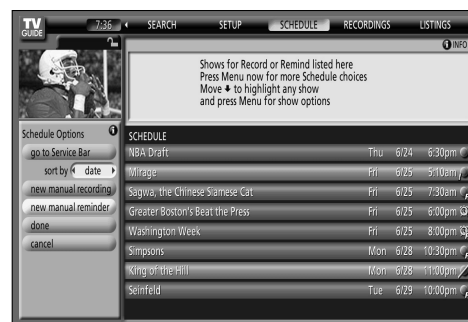 TV
GUIDE
7:36 SEARCH SETUP SCHEDULE RECORDINGS LISTINGS
INFO
Shows for Record or Remind listed here
Press Menu now for more Schedule choices
Move to highlight any show
and press Menu for show options
Schedule Options
go to Service Bar
sort by date
new manual recording
new manual reminder
done
cancel
SCHEDULE
NBA Draft Thu 6/24 6:30pm
Mirage Fri 6/25 5:10am
Sagwa, the Chinese Siamese Cat Fri 6/25 7:30am
Greater Boston's Beat the Press Fri 6/25 6:00pm
Washington Week Fri 6/25 8:00pm
Simpsons Mon 6/28 10:30pm
King of the Hill Mon 6/28 11:00pm
Seinfeld Tue 6/29 10:00pm